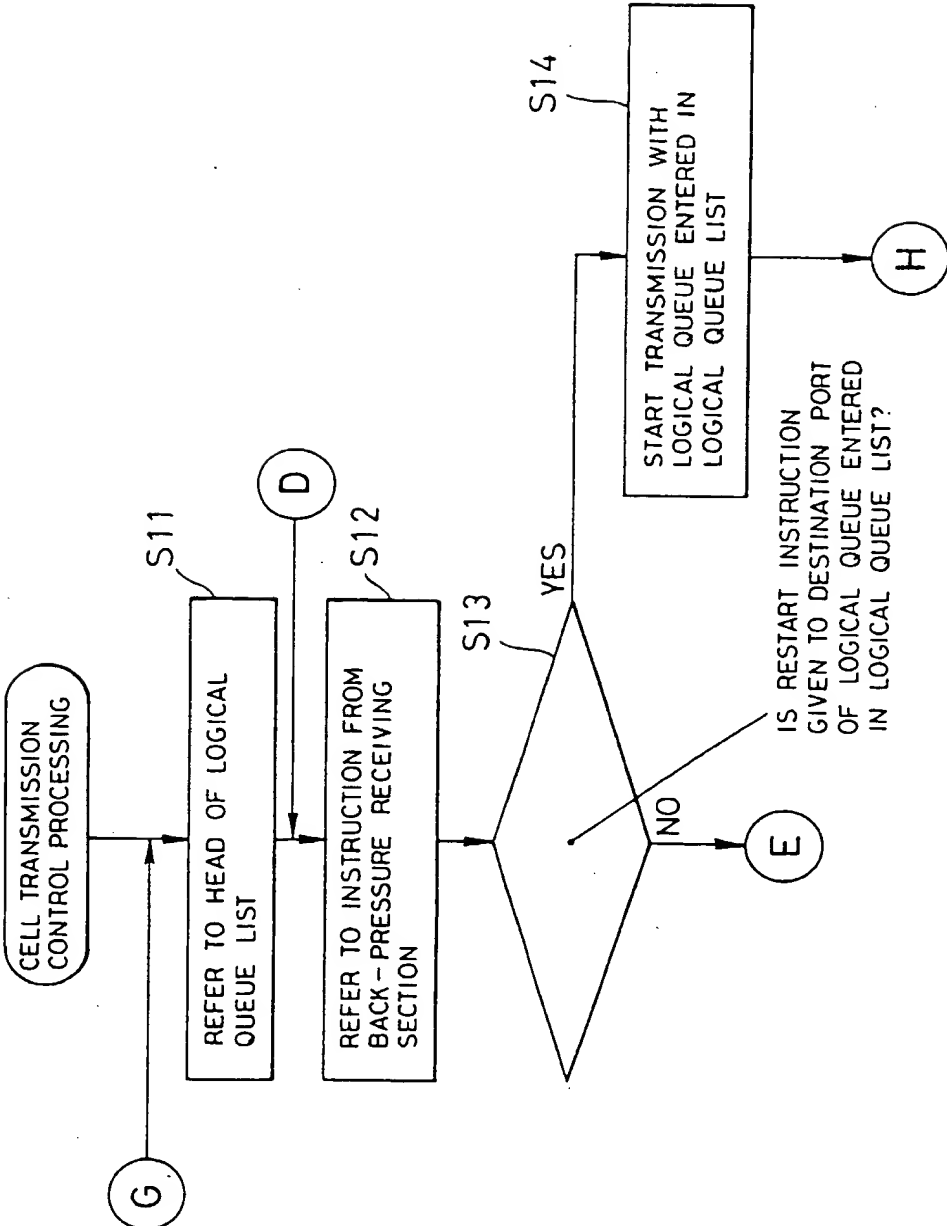 CELL TRANSMISSION
CONTROL PROCESSING
G
S11
REFER TO HEAD OF LOGICAL
QUEUE LIST
D
S12
REFER TO INSTRUCTION FROM
BACK-PRESSURE RECEIVING
SECTION
S13
YES
NO
IS RESTART INSTRUCTION
GIVEN TO DESTINATION PORT
OF LOGICAL QUEUE ENTERED
IN LOGICAL QUEUE LIST?
E
S14
START TRANSMISSION WITH
LOGICAL QUEUE ENTERED IN
LOGICAL QUEUE LIST
H